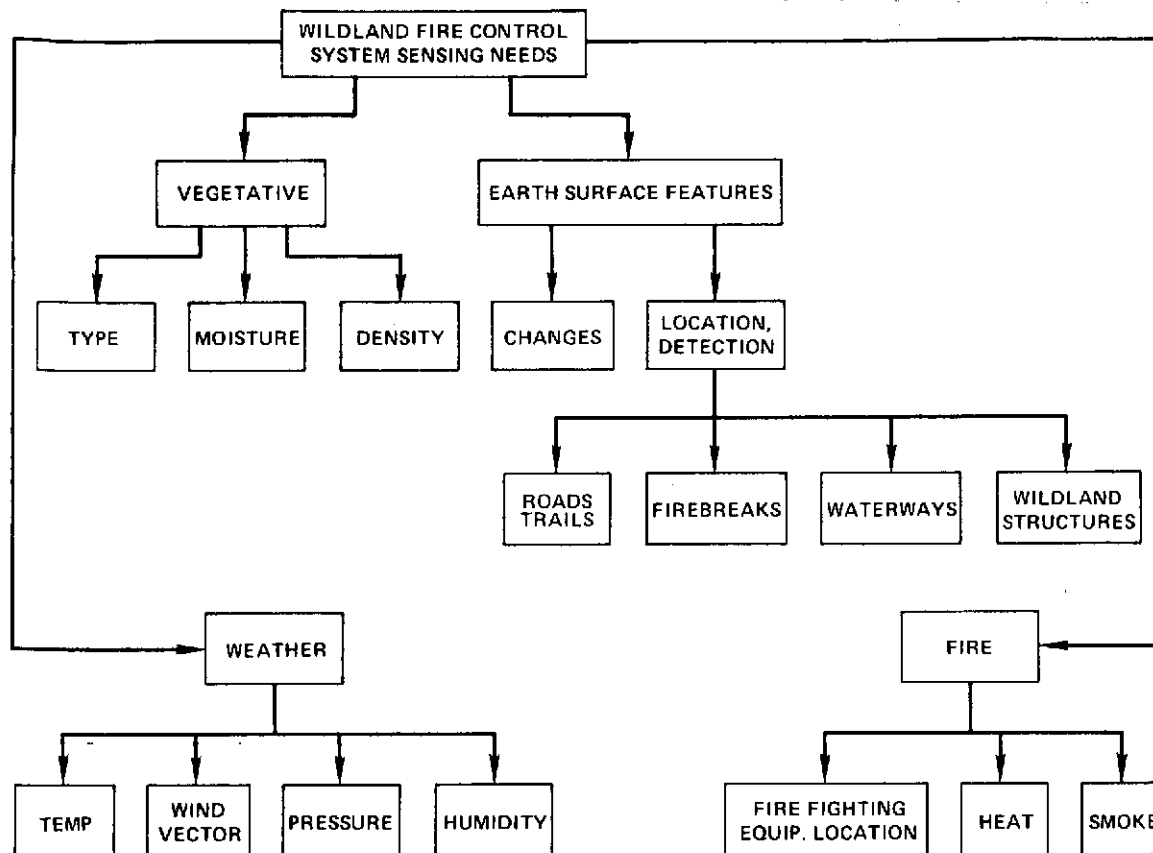 WILDLAND FIRE CONTROL
SYSTEM SENSING NEEDS
VEGETATIVE
EARTH SURFACE FEATURES
TYPE
MOISTURE
DENSITY
CHANGES
LOCATION,
DETECTION
ROADS
TRAILS
FIREBREAKS
WATERWAYS
WILDLAND
STRUCTURES
WEATHER
FIRE
TEMP
WIND
VECTOR
PRESSURE
HUMIDITY
FIRE FIGHTING
EQUIP. LOCATION
HEAT
SMOKE